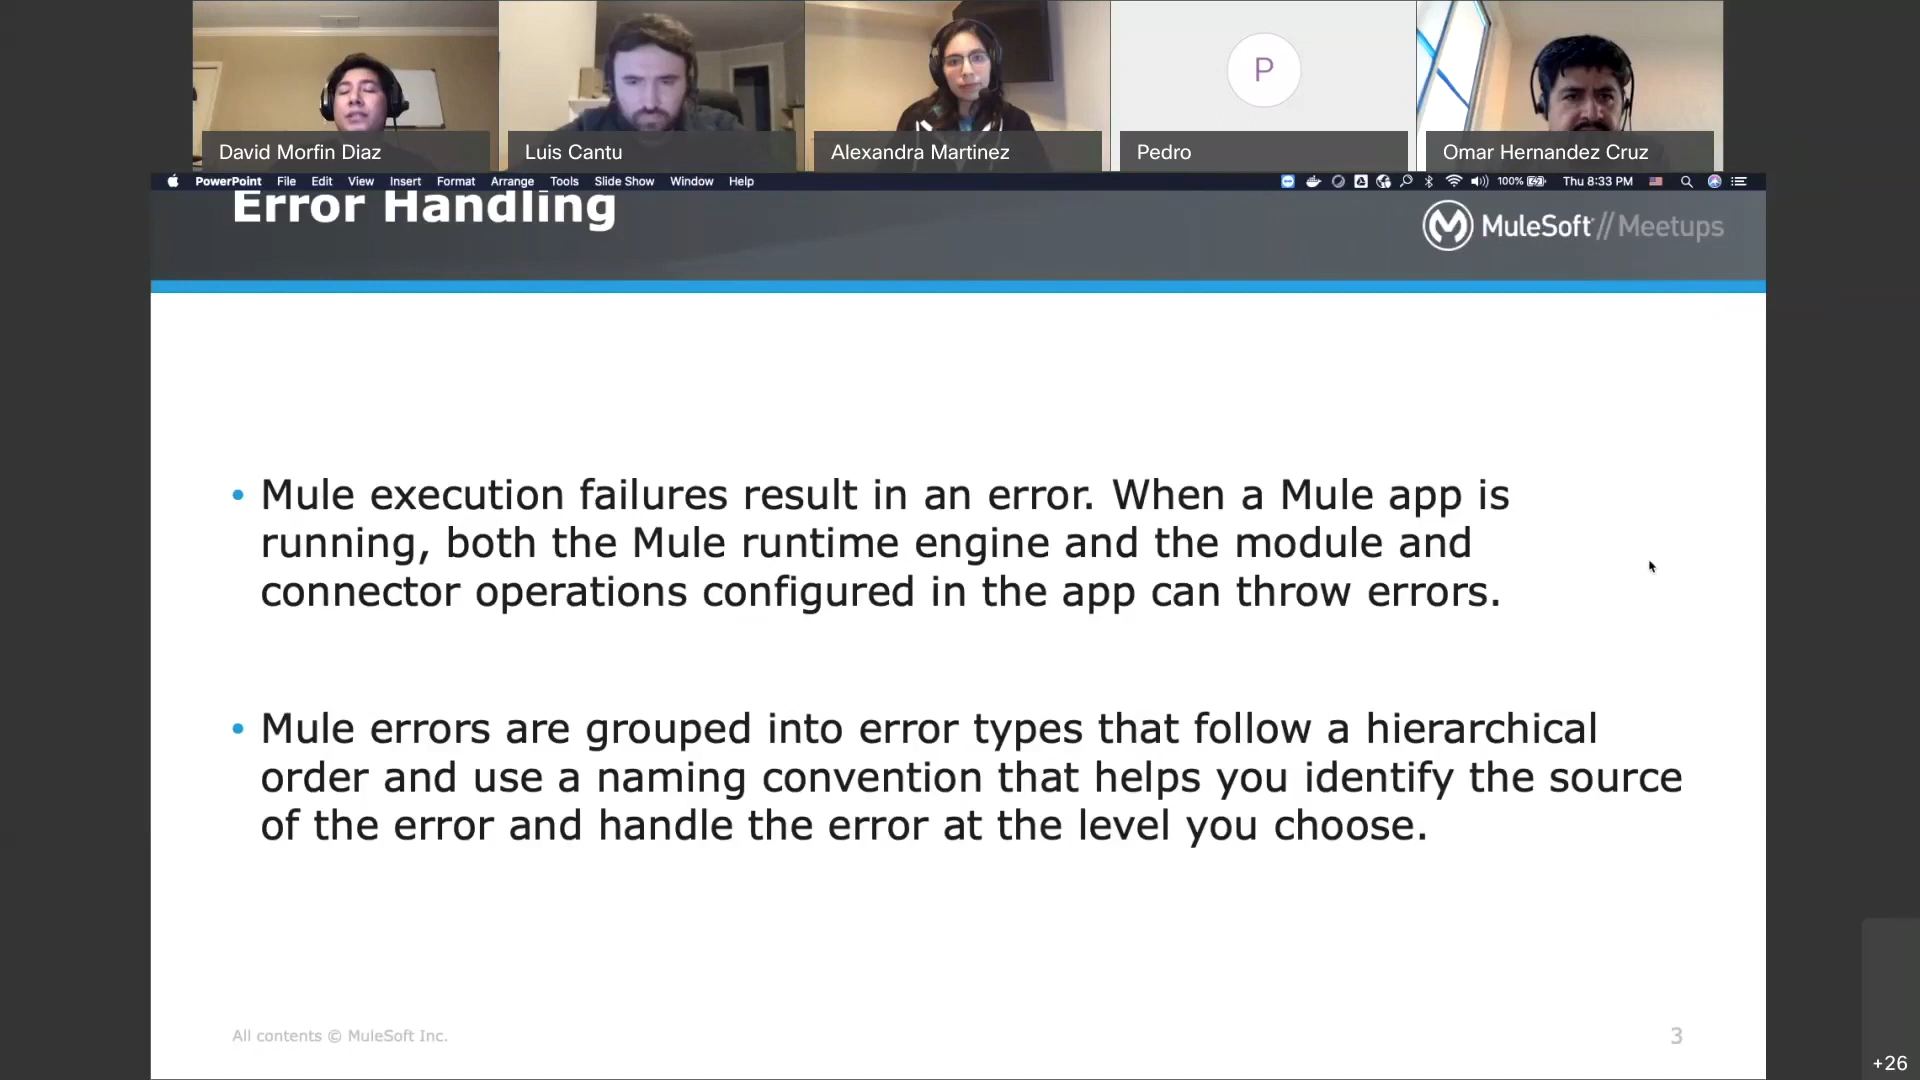 David Morfin Diaz
Luis Cantu
Alexandra Martinez
P
Pedro
Omar Hernandez Cruz
PowerPoint File Edit View Insert Format Arrange Tools Slide Show Window Help
100% Thu 8:33 PM
Error Handling
MuleSoft // Meetups
• Mule execution failures result in an error. When a Mule app is
running, both the Mule runtime engine and the module and
connector operations configured in the app can throw errors.
• Mule errors are grouped into error types that follow a hierarchical
order and use a naming convention that helps you identify the source
of the error and handle the error at the level you choose.
All contents © MuleSoft Inc.
3
+26